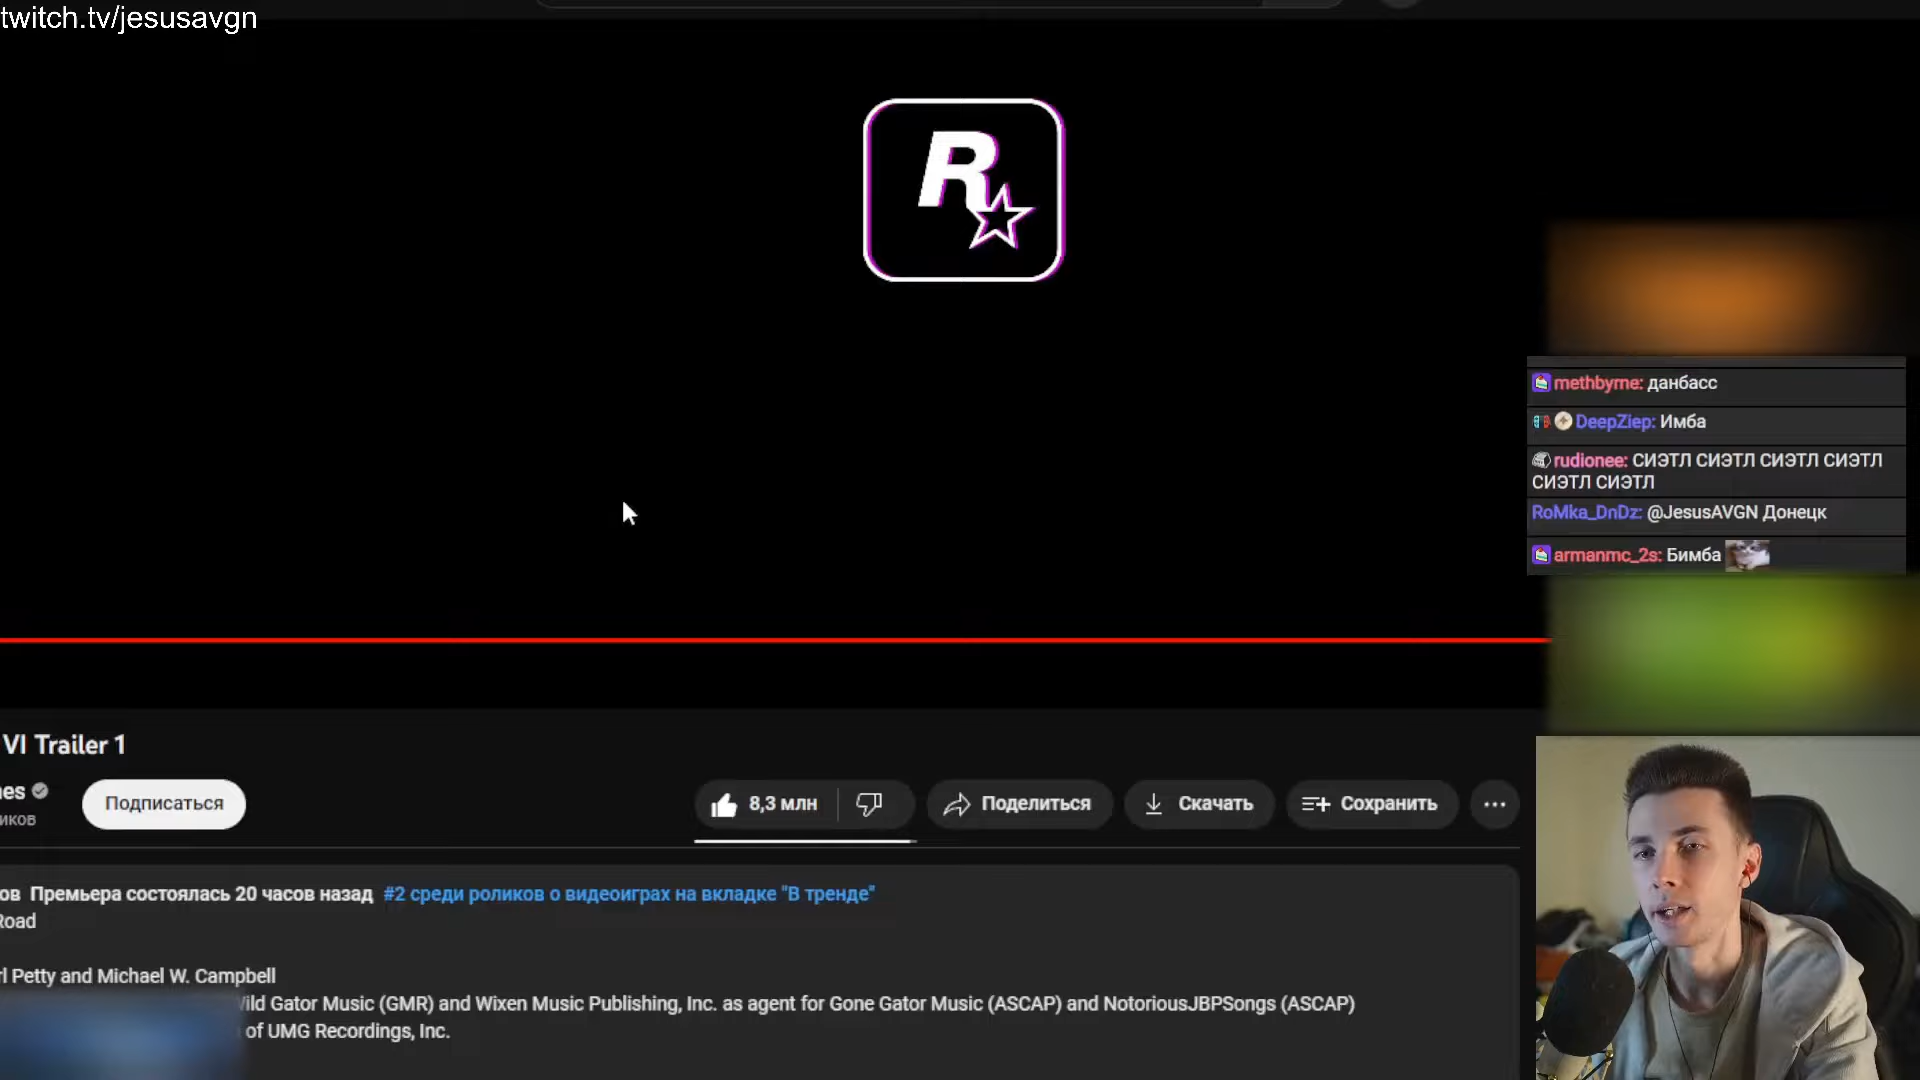 twitch.tv/jesusavgn
R
methbyrne: данбасс
DeepZiep: Имба
rudionee: СИЭТЛ СИЭТЛ СИЭТЛ СИЭТЛ
СИЭТЛ СИЭТЛ
RoMka_DnDz: @JesusAVGN Донецк
armanmc_2s: Бимба
VI Trailer 1
es
Подписаться
иков
8,3 млн
Поделиться
Скачать
Сохранить
ов Премьера состоялась 20 часов назад #2 среди роликов о видеоиграх на вкладке "В тренде"
Road
rl Petty and Michael W. Campbell
Wild Gator Music (GMR) and Wixen Music Publishing, Inc. as agent for Gone Gator Music (ASCAP) and NotoriousJBPSongs (ASCAP)
of UMG Recordings, Inc.